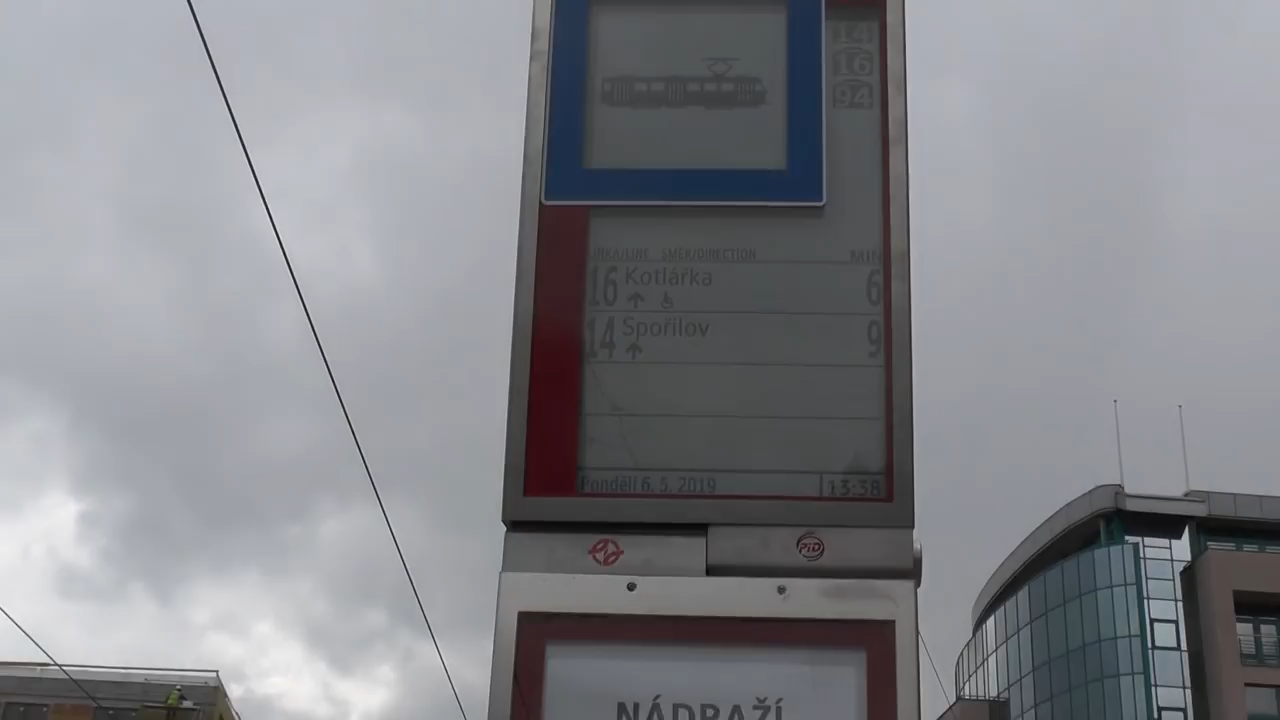 14
16
94
LINKA/LINE SMĚR/DIRECTION MIN
16 Kotlářka 6
14 Spořilov 9
Pondělí 6. 5. 2019 13:38
PID
NÁDRAŽÍ